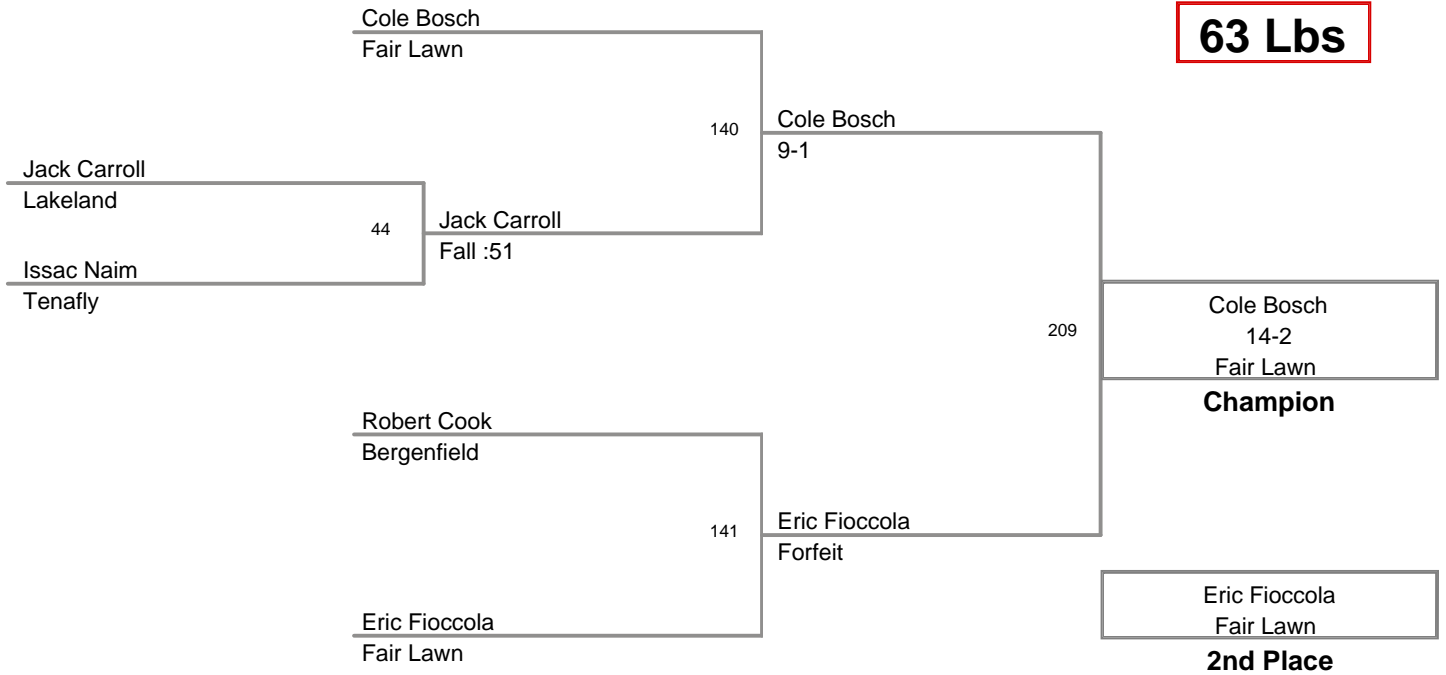 63 Lbs
Cole Bosch
Fair Lawn
140
Cole Bosch
9-1
Jack Carroll
Lakeland
44
Jack Carroll
Fall :51
Issac Naim
Tenafly
209
Cole Bosch
14-2
Fair Lawn
Champion
Robert Cook
Bergenfield
141
Eric Fioccola
Forfeit
Eric Fioccola
Fair Lawn
Eric Fioccola
Fair Lawn
2nd Place